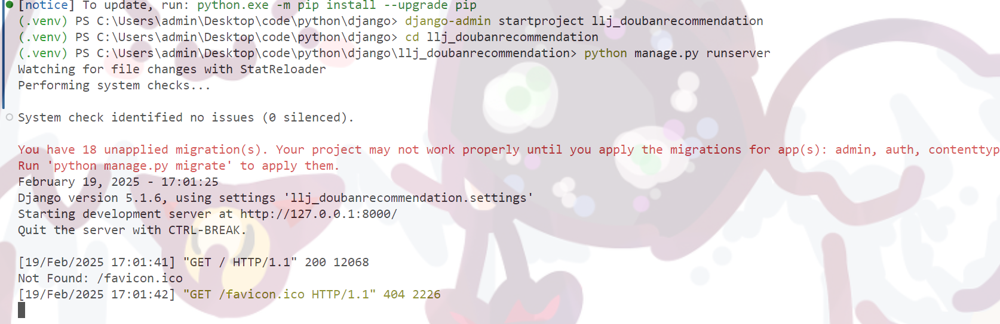 [notice] To update, run: python.exe -m pip install --upgrade pip
(.venv) PS C:\Users\admin\Desktop\code\python\django> django-admin startproject llj_doubanrecommendation
(.venv) PS C:\Users\admin\Desktop\code\python\django> cd llj_doubanrecommendation
(.venv) PS C:\Users\admin\Desktop\code\python\django\llj_doubanrecommendation> python manage.py runserver
Watching for file changes with StatReloader
Performing system checks...
System check identified no issues (0 silenced).
You have 18 unapplied migration(s). Your project may not work properly until you apply the migrations for app(s): admin, auth, contenttyp
Run 'python manage.py migrate' to apply them.
February 19, 2025 - 17:01:25
Django version 5.1.6, using settings 'llj_doubanrecommendation.settings'
Starting development server at http://127.0.0.1:8000/
Quit the server with CTRL-BREAK.
[19/Feb/2025 17:01:41] "GET / HTTP/1.1" 200 12068
Not Found: /favicon.ico
[19/Feb/2025 17:01:42] "GET /favicon.ico HTTP/1.1" 404 2226